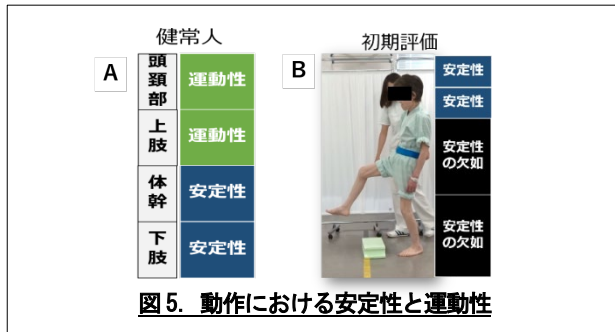 健常人
初期評価
A
頭
頚
部
運動性
上
肢
運動性
体
幹
安定性
下
肢
安定性
B
安定性
安定性
安定性
の欠如
安定性
の欠如
図5. 動作における安定性と運動性